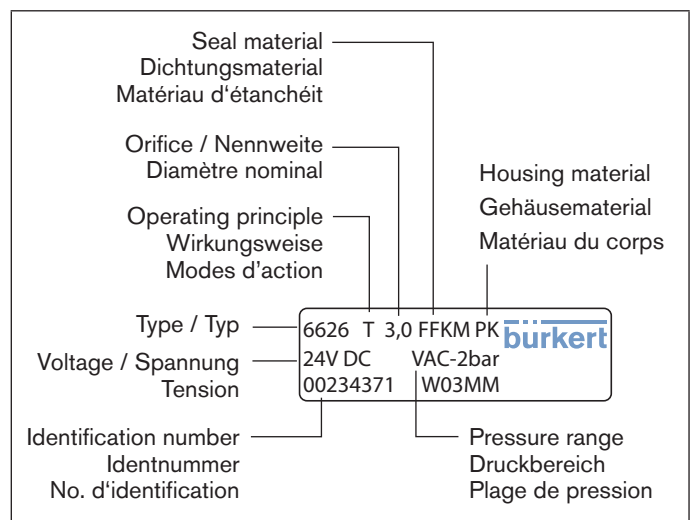 Seal material
Dichtungsmaterial
Matériau d‘étanchéit
Orifice / Nennweite
Diamètre nominal
Housing material
Gehäusematerial
Matériau du corps
Operating principle
Wirkungsweise
Modes d’action
Type / Typ
6626 T 3,0 FFKM PK bürkert
Voltage / Spannung
Tension
24V DC VAC-2bar
00234371 W03MM
Identification number
Identnummer
No. d‘identification
Pressure range
Druckbereich
Plage de pression